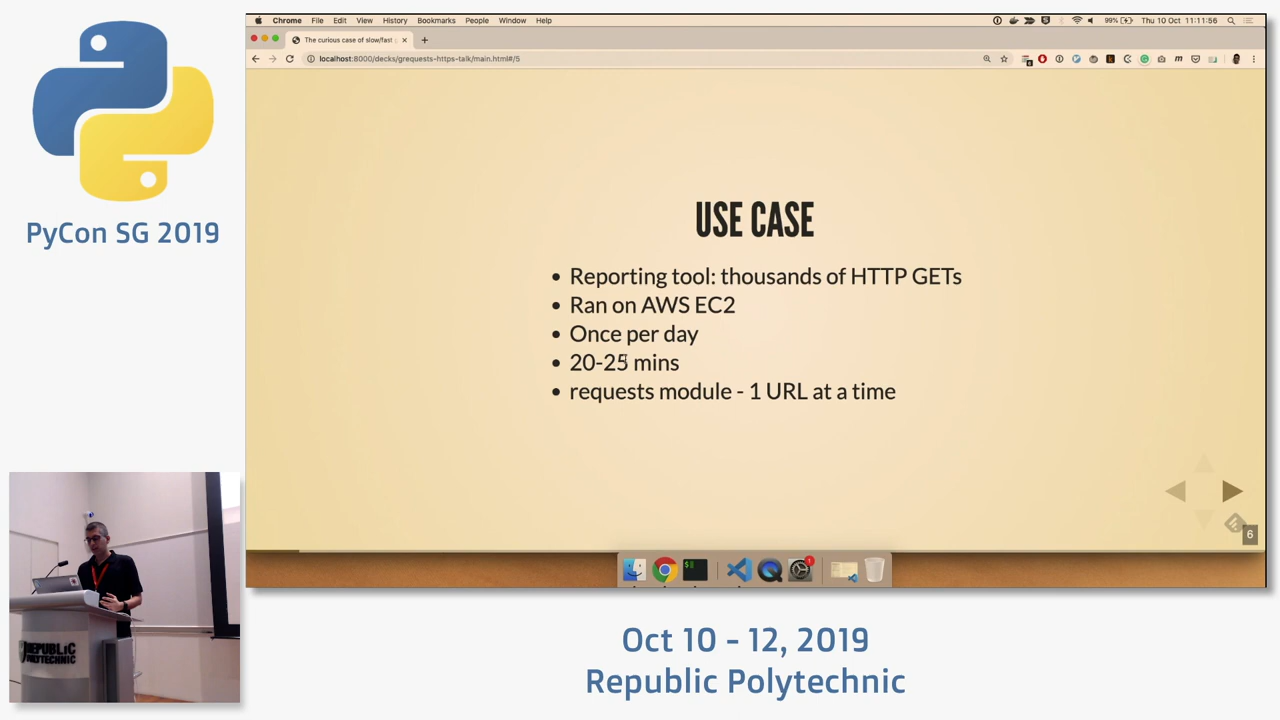 Chrome File Edit View History Bookmarks People Window Help
99% Thu 10 Oct 11:11:56
The curious case of slow/fast g
localhost:8000/decks/grequests-https-talk/main.html#/5
PyCon SG 2019
USE CASE
• Reporting tool: thousands of HTTP GETs
• Ran on AWS EC2
• Once per day
• 20-25 mins
• requests module - 1 URL at a time
6
REPUBLIC
POLYTECHNIC
Oct 10 - 12, 2019
Republic Polytechnic